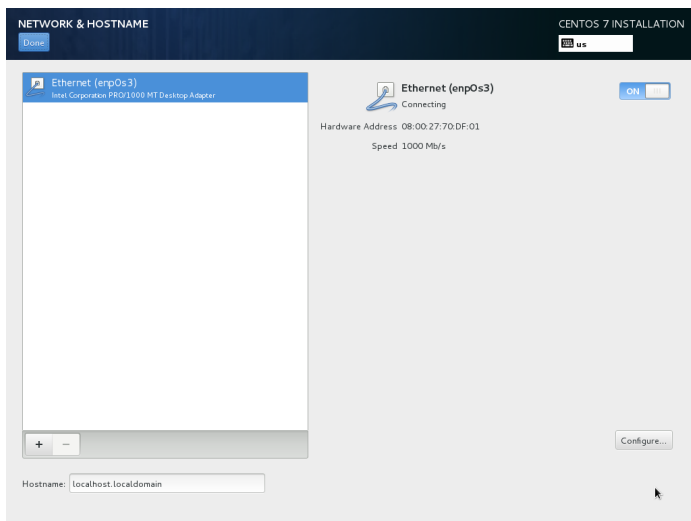 NETWORK & HOSTNAME
CENTOS 7 INSTALLATION
Done
us
Ethernet (enp0s3)
Intel Corporation PRO/1000 MT Desktop Adapter
Ethernet (enp0s3)
Connecting
ON
Hardware Address 08:00:27:70:DF:01
Speed 1000 Mb/s
+ −
Configure...
Hostname: localhost.localdomain